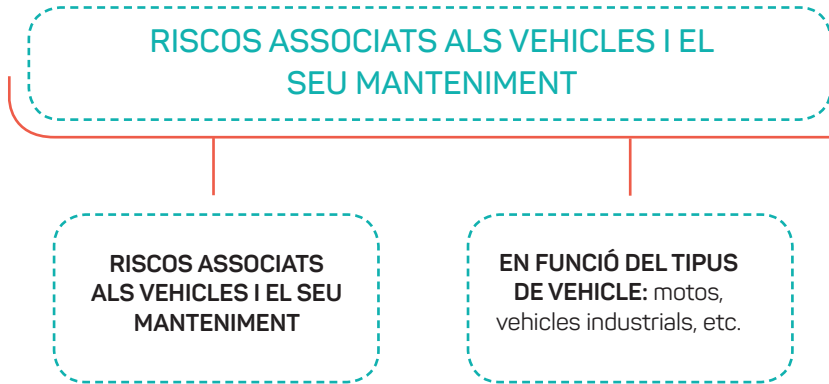 RISCOS ASSOCIATS ALS VEHICLES I EL
SEU MANTENIMENT
RISCOS ASSOCIATS
ALS VEHICLES I EL SEU
MANTENIMENT
EN FUNCIÓ DEL TIPUS
DE VEHICLE: motos,
vehicles industrials, etc.